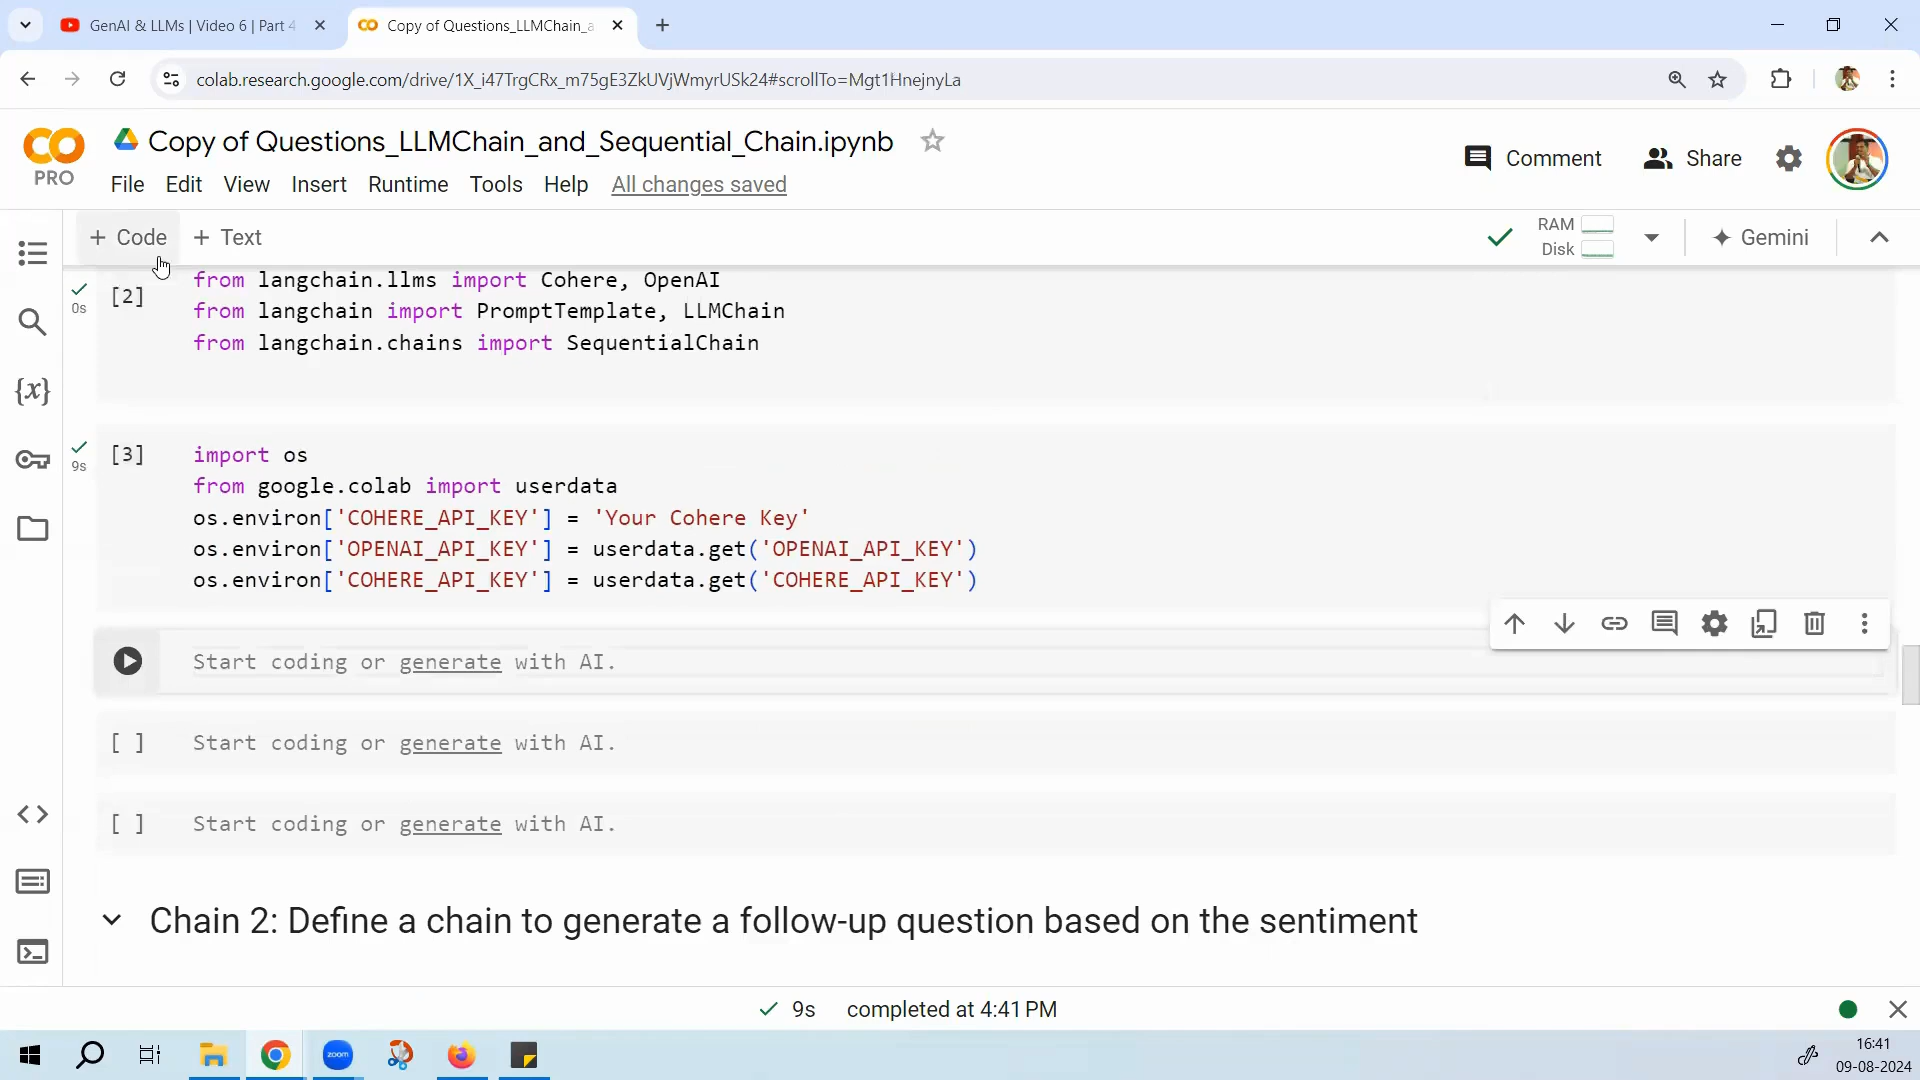 GenAI & LLMs | Video 6 | Part 4
Copy of Questions_LLMChain_a
colab.research.google.com/drive/1X_i47TrgCRx_m75gE3ZkUVjWmyrUSk24#scrollTo=Mgt1HnejnyLa
CO
PRO
Copy of Questions_LLMChain_and_Sequential_Chain.ipynb
Comment
Share
File Edit View Insert Runtime Tools Help All changes saved
+ Code + Text
RAM
Disk
Gemini
0s
[2]
from langchain.llms import Cohere, OpenAI
from langchain import PromptTemplate, LLMChain
from langchain.chains import SequentialChain
9s
[3]
import os
from google.colab import userdata
os.environ['COHERE_API_KEY'] = 'Your Cohere Key'
os.environ['OPENAI_API_KEY'] = userdata.get('OPENAI_API_KEY')
os.environ['COHERE_API_KEY'] = userdata.get('COHERE_API_KEY')
Start coding or generate with AI.
[ ] Start coding or generate with AI.
[ ] Start coding or generate with AI.
Chain 2: Define a chain to generate a follow-up question based on the sentiment
9s completed at 4:41 PM
zoom
16:41
09-08-2024